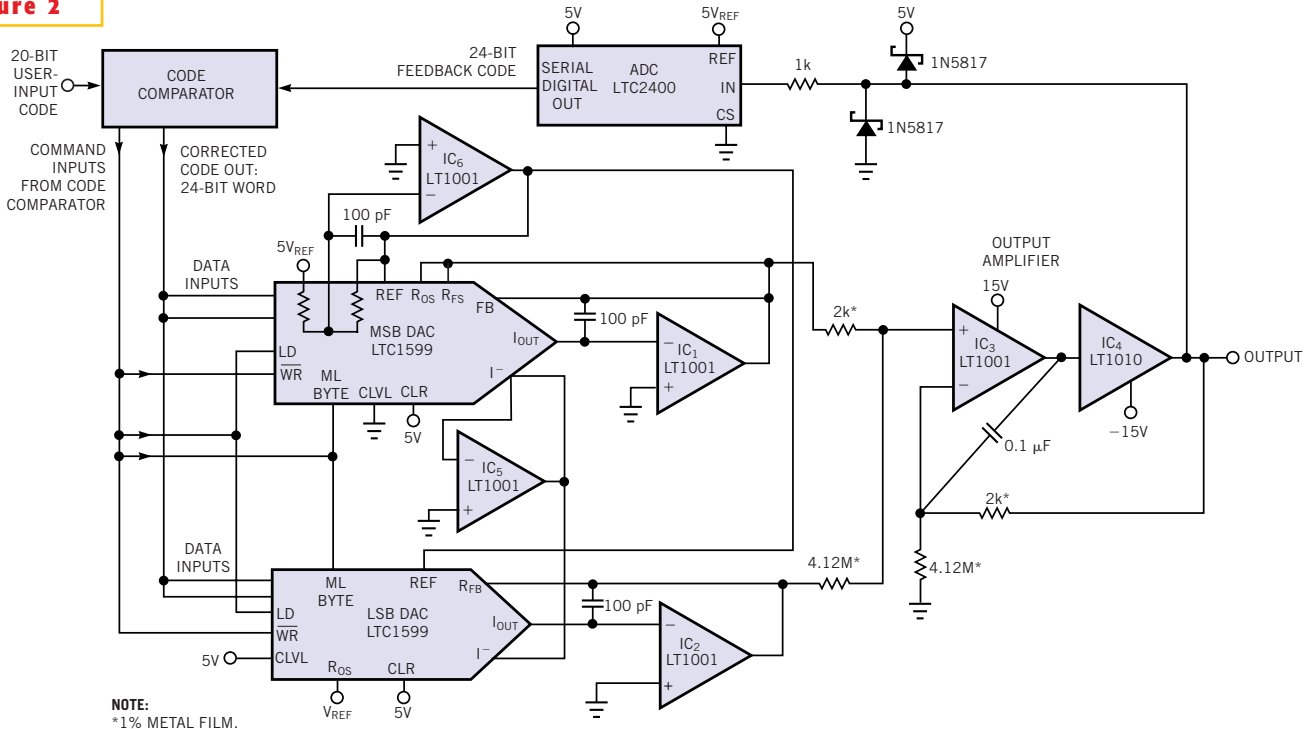 ure 2
20-BIT
USER-
INPUT
CODE
CODE
COMPARATOR
24-BIT
FEEDBACK CODE
5V
5VREF
SERIAL
DIGITAL
OUT
ADC
LTC2400
REF
IN
CS
1k
5V
1N5817
1N5817
COMMAND
INPUTS
FROM CODE
COMPARATOR
CORRECTED
CODE OUT:
24-BIT WORD
+
IC6
LT1001
−
100 pF
5VREF
DATA
INPUTS
REF ROS RFS
FB
MSB DAC
LTC1599
IOUT
I−
LD
WR
ML
BYTE
CLVL
CLR
5V
100 pF
−
IC1
LT1001
+
−
IC5
LT1001
+
OUTPUT
AMPLIFIER
15V
2k*
+
IC3
LT1001
−
IC4
LT1010
−15V
OUTPUT
0.1 µF
2k*
4.12M*
4.12M*
DATA
INPUTS
ML
BYTE
REF
RFB
LD
WR
CLVL
5V
LSB DAC
LTC1599
IOUT
I−
ROS
CLR
VREF
5V
100 pF
−
IC2
LT1001
+
NOTE:
*1% METAL FILM.